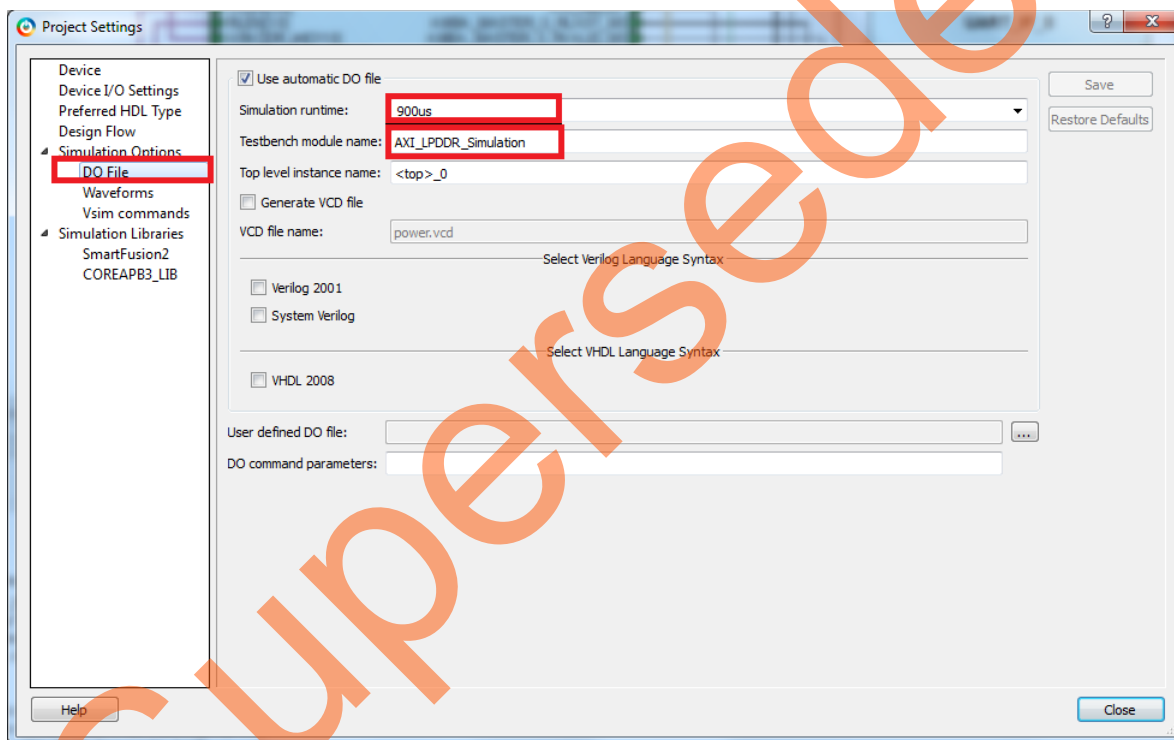 Project Settings
Device
Device I/O Settings
Preferred HDL Type
Design Flow
Simulation Options
DO File
Waveforms
Vsim commands
Simulation Libraries
SmartFusion2
COREAPB3_LIB
Use automatic DO file
Simulation runtime: 900us
Testbench module name: AXI_LPDDR_Simulation
Top level instance name: <top>_0
Generate VCD file
VCD file name: power.vcd
Select Verilog Language Syntax
Verilog 2001
System Verilog
Select VHDL Language Syntax
VHDL 2008
User defined DO file: ...
DO command parameters:
Save
Restore Defaults
Help
Close
Superseded